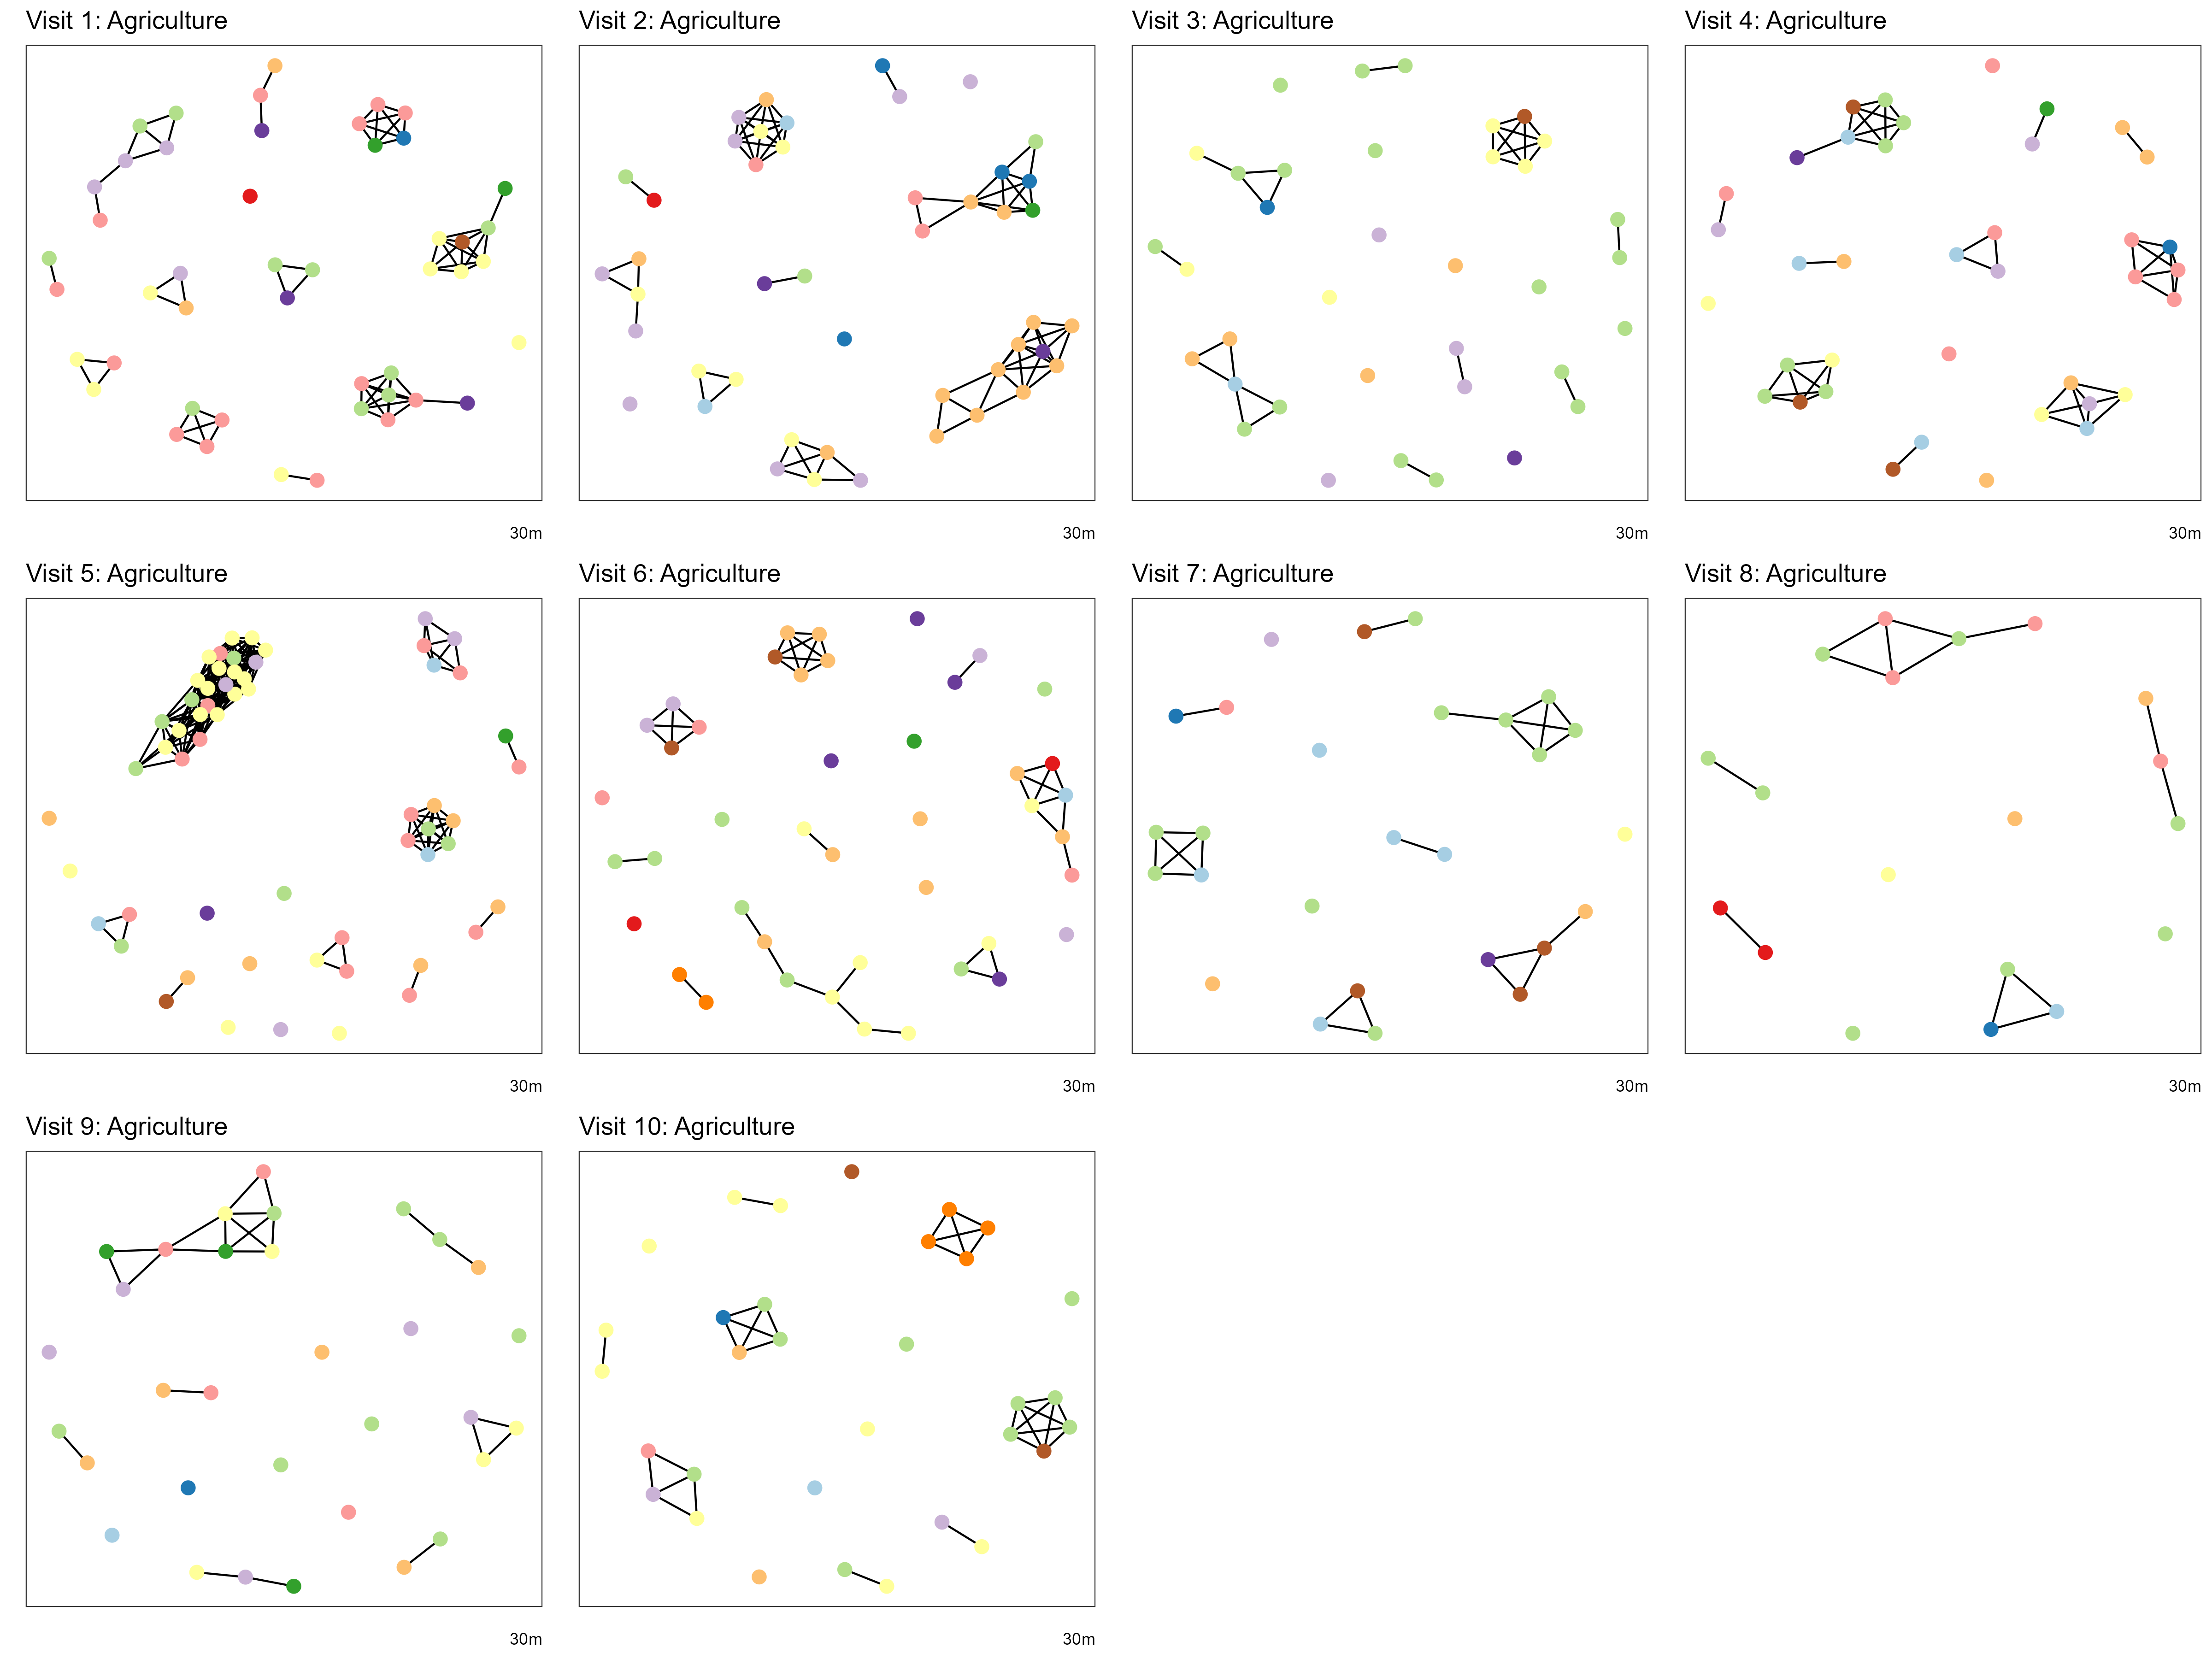 Visit 1: Agriculture
Visit 2: Agriculture
Visit 3: Agriculture
Visit 4: Agriculture
30m
30m
30m
30m
Visit 5: Agriculture
Visit 6: Agriculture
Visit 7: Agriculture
Visit 8: Agriculture
30m
30m
30m
30m
Visit 9: Agriculture
Visit 10: Agriculture
30m
30m